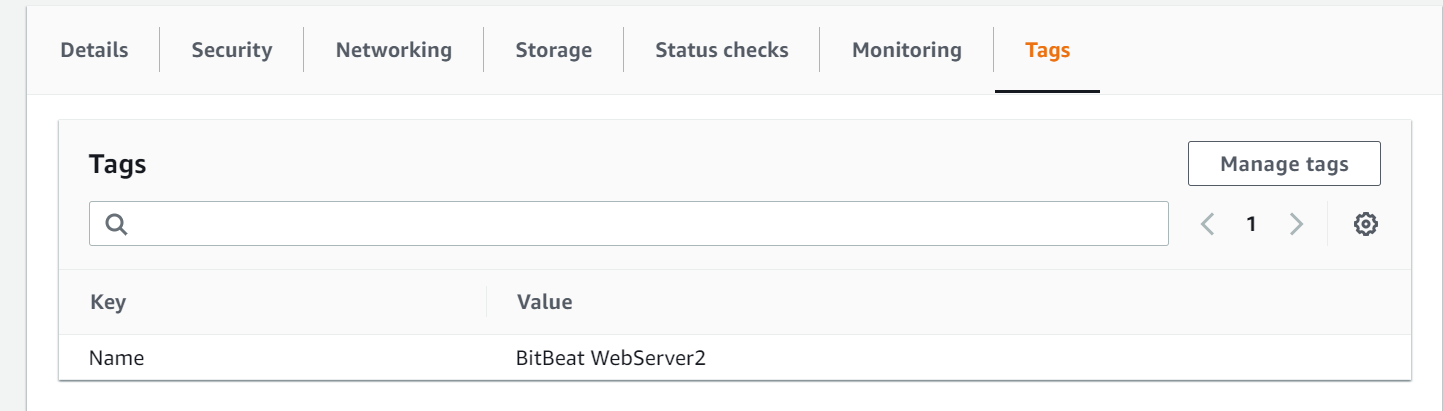 Details Security Networking Storage Status checks Monitoring Tags
Tags Manage tags
1
Key Value
Name BitBeat WebServer2